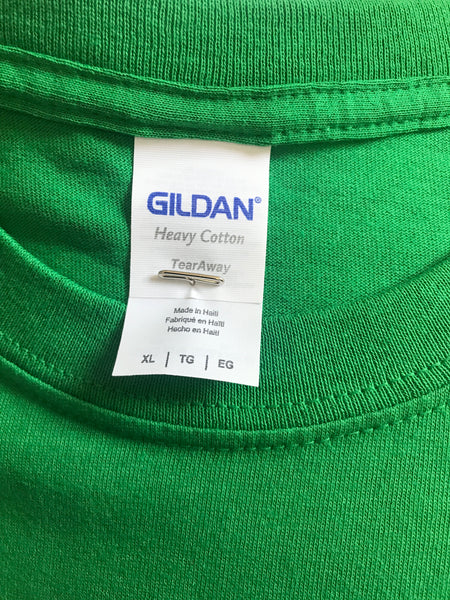 GILDAN®
Heavy Cotton
TearAway
Made in Haiti
Fabriqué en Haïti
Hecho en Haití
XL | TG | EG